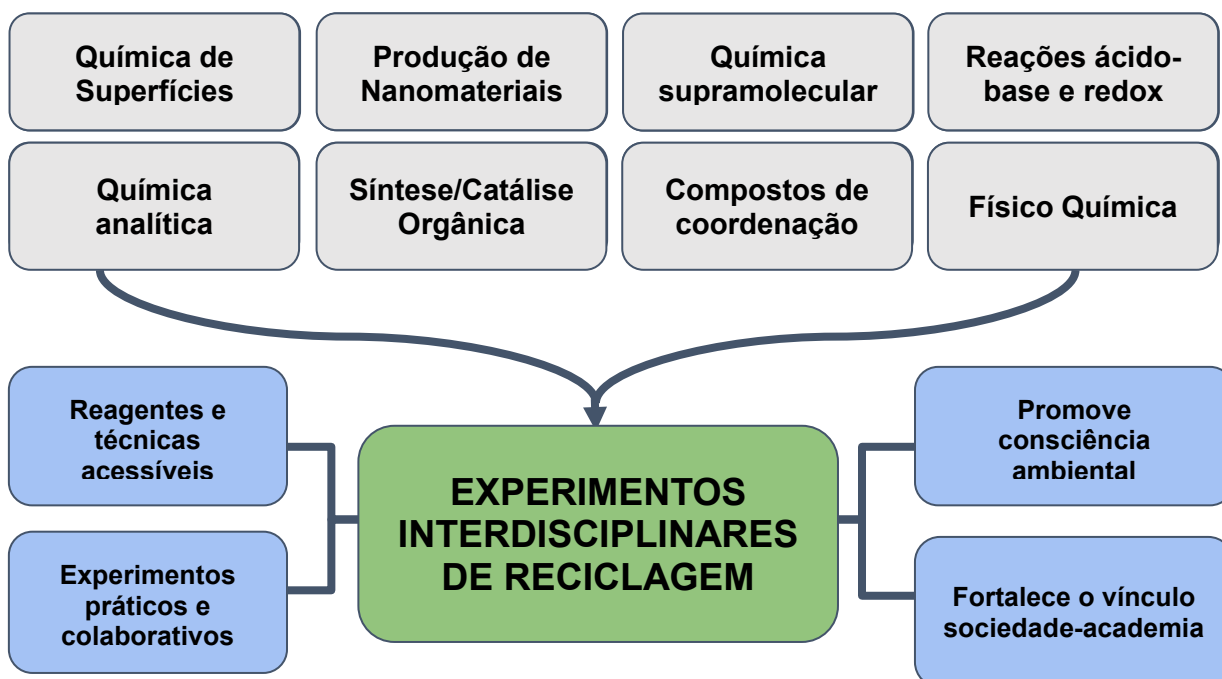 Química de
Superfícies
Produção de
Nanomateriais
Química
supramolecular
Reações ácido-
base e redox
Química
analítica
Síntese/Catálise
Orgânica
Compostos de
coordenação
Físico Química
Reagentes e
técnicas
acessíveis
Experimentos
práticos e
colaborativos
EXPERIMENTOS
INTERDISCIPLINARES
DE RECICLAGEM
Promove
consciência
ambiental
Fortalece o vínculo
sociedade-academia